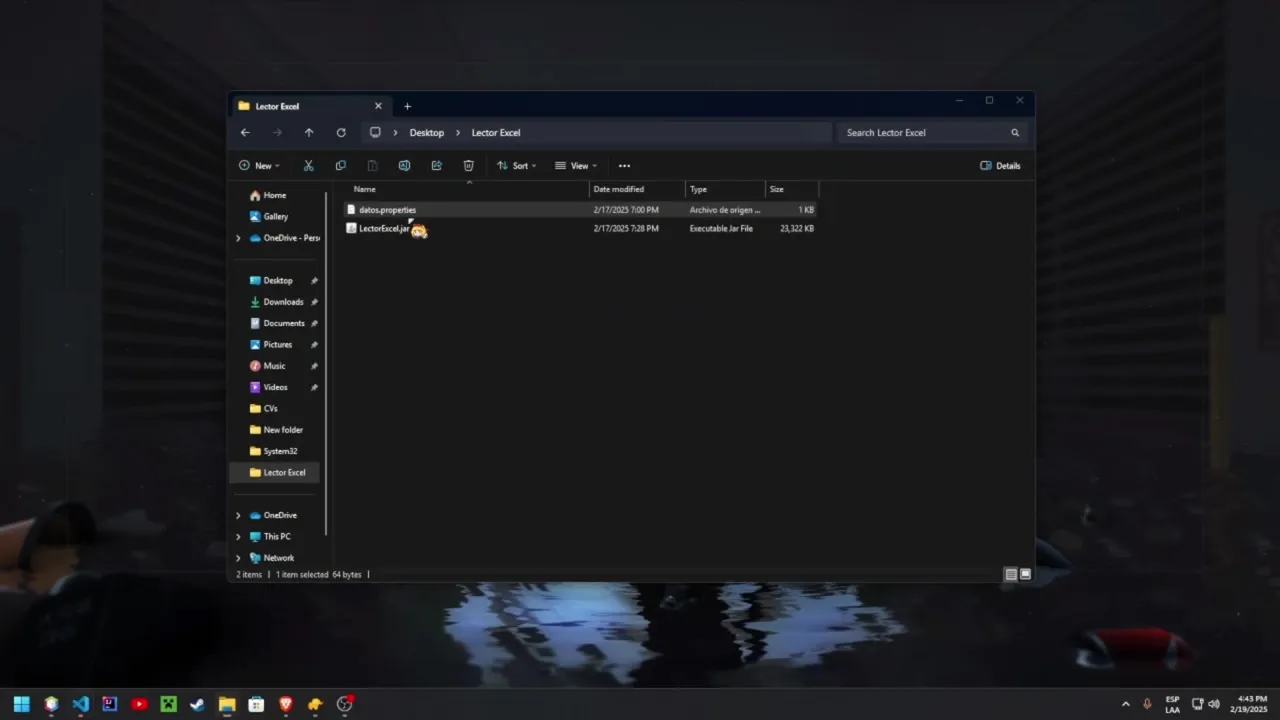 Lector Excel
Desktop
Lector Excel
Search Lector Excel
New
Sort
View
Details
Name
Date modified
Type
Size
Home
Gallery
OneDrive - Pers
datos.properties
2/17/2025 7:00 PM
Archivo de origen ...
1 KB
LectorExcel.jar
2/17/2025 7:28 PM
Executable Jar File
23,322 KB
Desktop
Downloads
Documents
Pictures
Music
Videos
CVs
New folder
System32
Lector Excel
OneDrive
This PC
Network
2 items
1 item selected 64 bytes
ESP
LAA
4:43 PM
2/19/2025